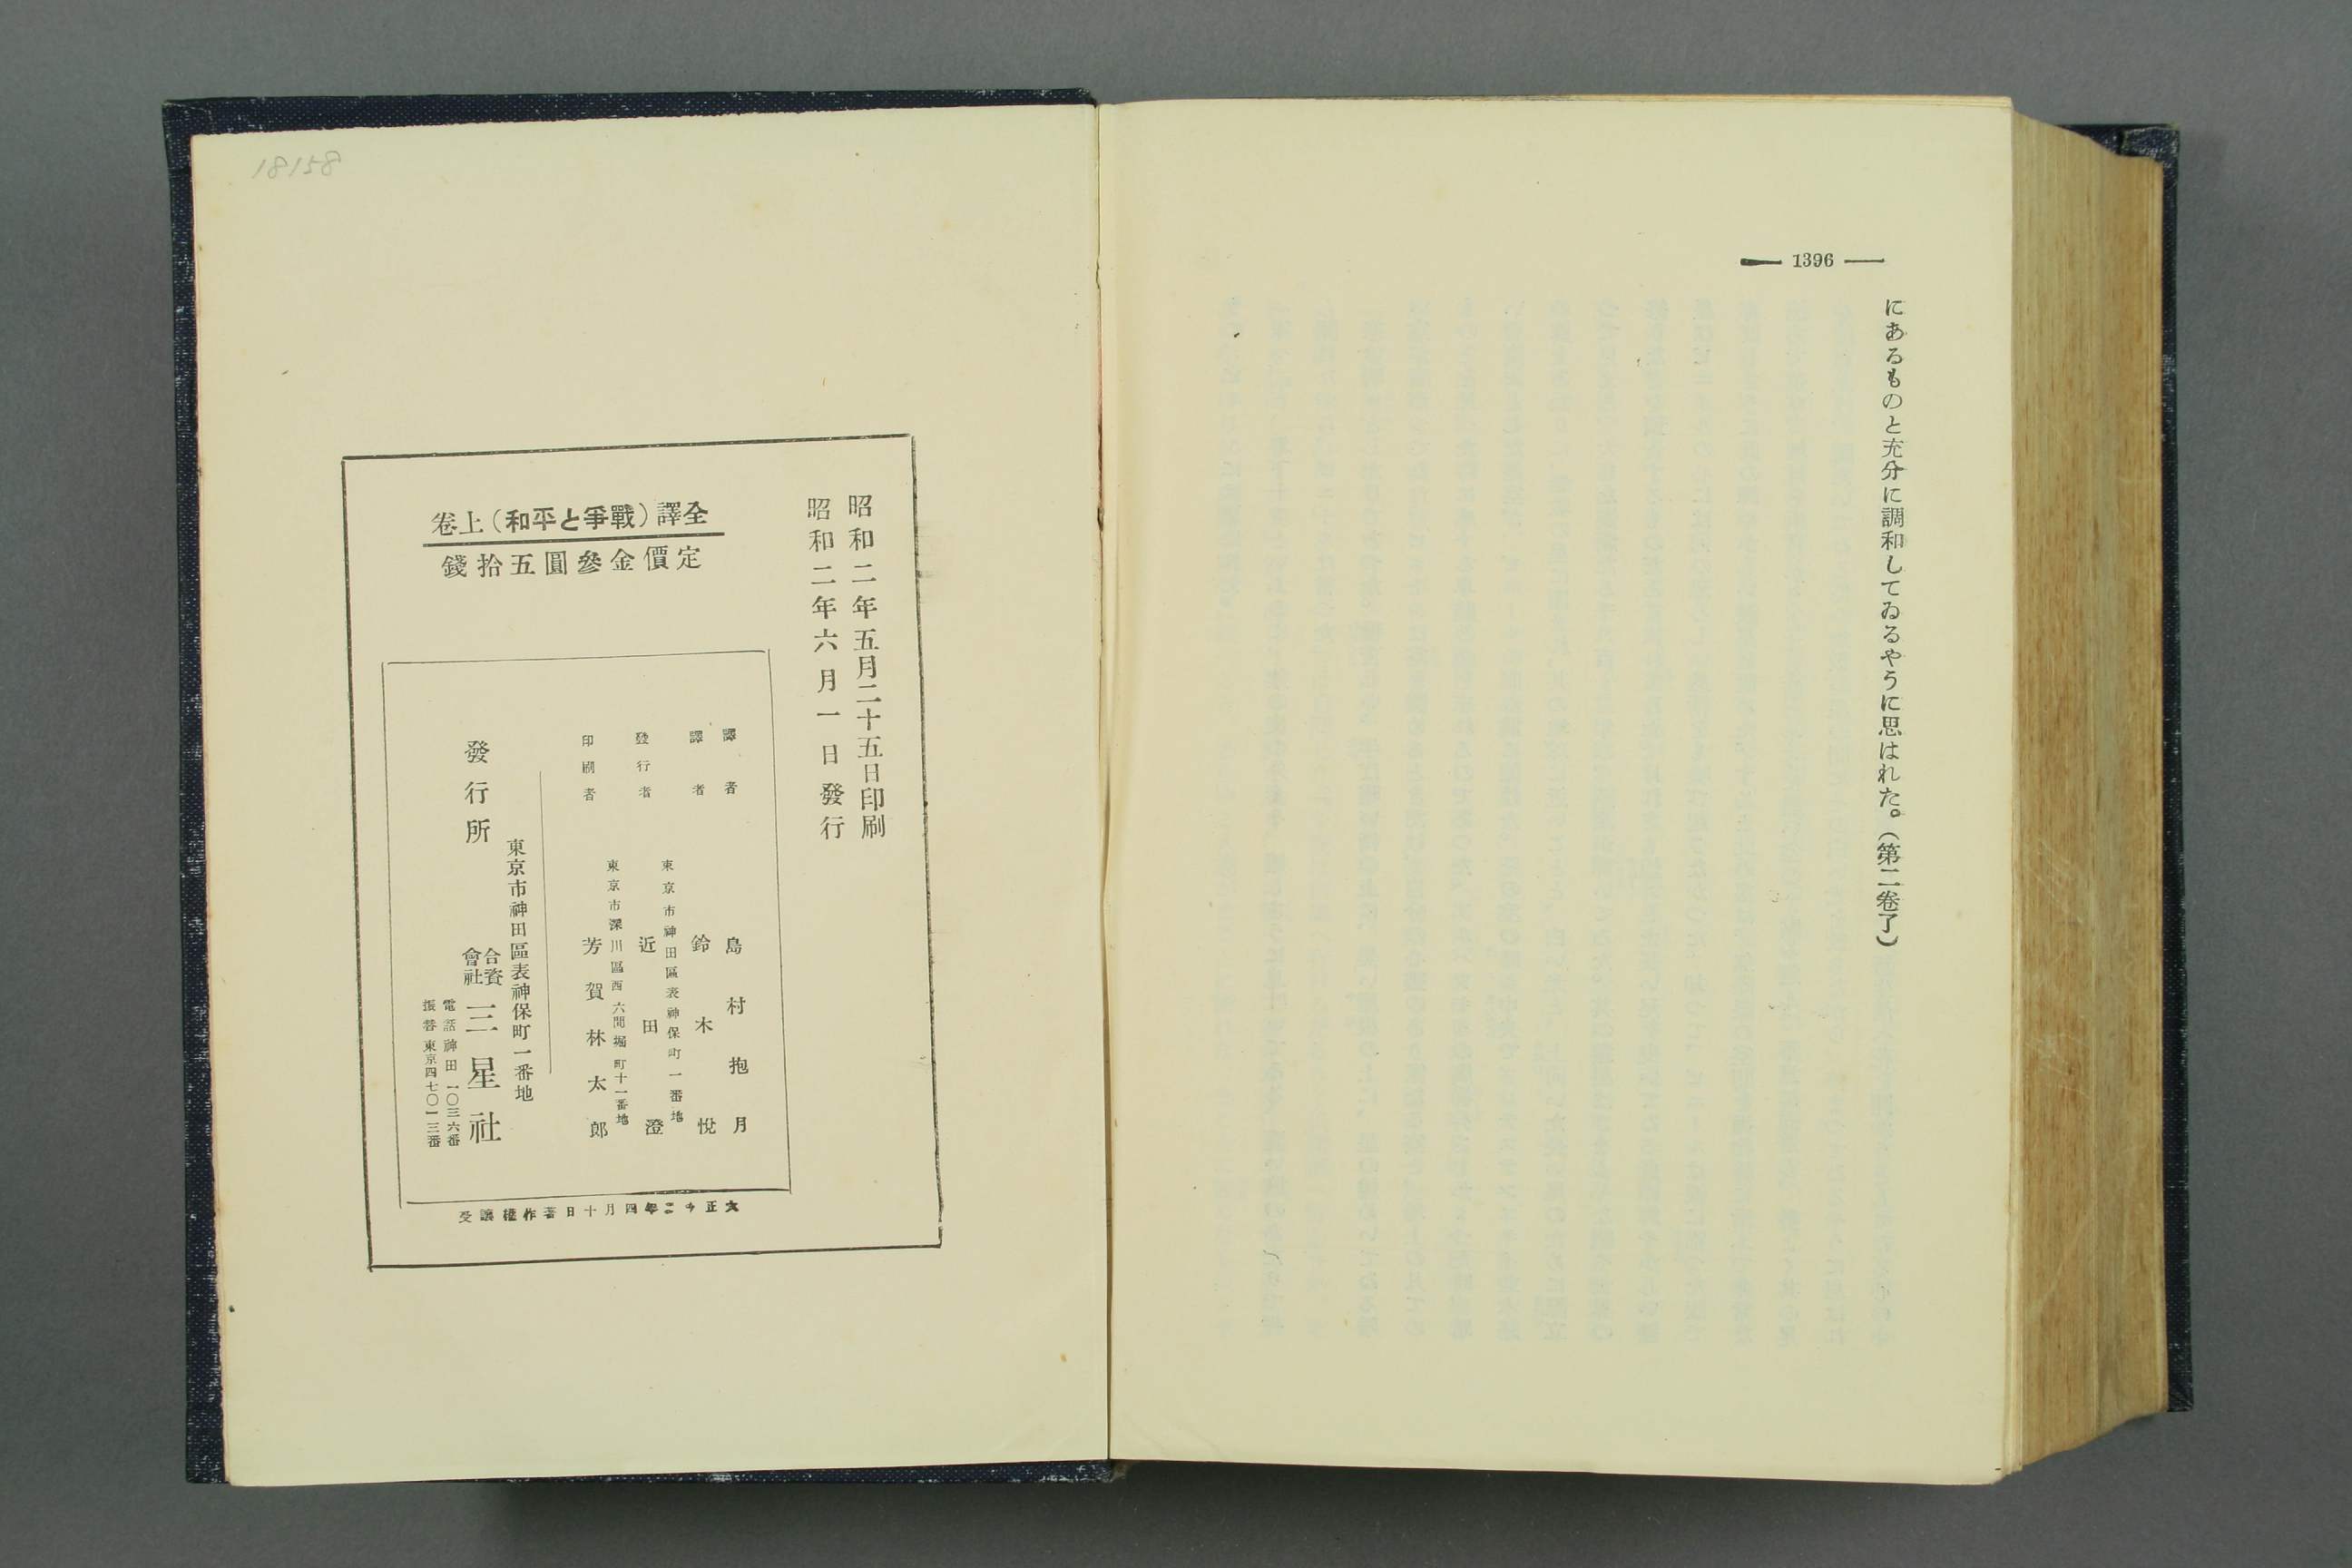 — 1396 —
にあるものと充分に調和してゐるやうに思はれた。（第二卷了）
18158
昭和二年五月二十五日印刷
昭和二年六月一日發行
卷上（和平と爭戰）譯全
錢拾五圓參金價定
譯者 島村抱月
譯者 鈴木悅
東京市神田區表神保町一番地
發行者 近田澄
東京市深川區西六間堀町十一番地
印刷者 芳賀林太郎
東京市神田區表神保町一番地
發行所 合資會社 三星社
電話神田一〇三六番
振替東京四七〇一三番
受讓權作著日十月四年二十正大